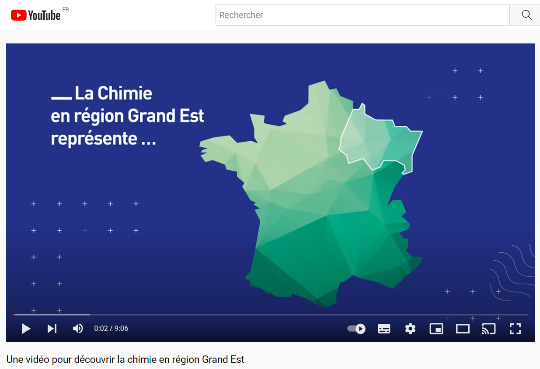 YouTube FR
Rechercher
La Chimie
en région Grand Est
représente ...
0:02 / 9:06
Une vidéo pour découvrir la chimie en région Grand Est